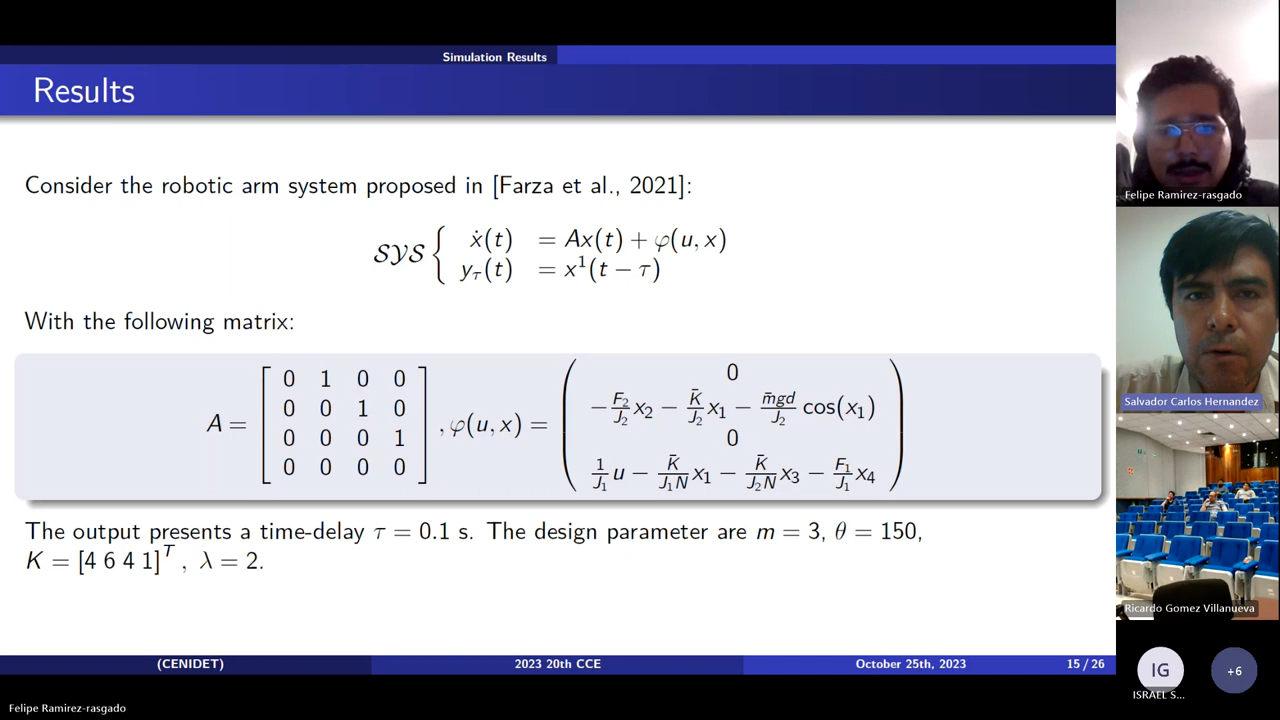 Simulation Results
Results
Consider the robotic arm system proposed in [Farza et al., 2021]:
SYS { ẋ(t) = Ax(t) + φ(u, x)
yτ(t) = x¹(t − τ)
With the following matrix:
A = [ 0 1 0 0
0 0 1 0
0 0 0 1
0 0 0 0 ] , φ(u, x) = ( 0
−F₂/J₂ x₂ − K̄/J₂ x₁ − m̄gd/J₂ cos(x₁)
0
1/J₁ u − K̄/J₁N x₁ − K̄/J₂N x₃ − F₁/J₁ x₄ )
The output presents a time-delay τ = 0.1 s. The design parameter are m = 3, θ = 150,
K = [4 6 4 1]ᵀ , λ = 2.
(CENIDET) 2023 20th CCE October 25th, 2023 15 / 26
Felipe Ramirez-rasgado
Felipe Ramirez-rasgado
Salvador Carlos Hernandez
Ricardo Gomez Villanueva
IG
ISRAEL S...
+6